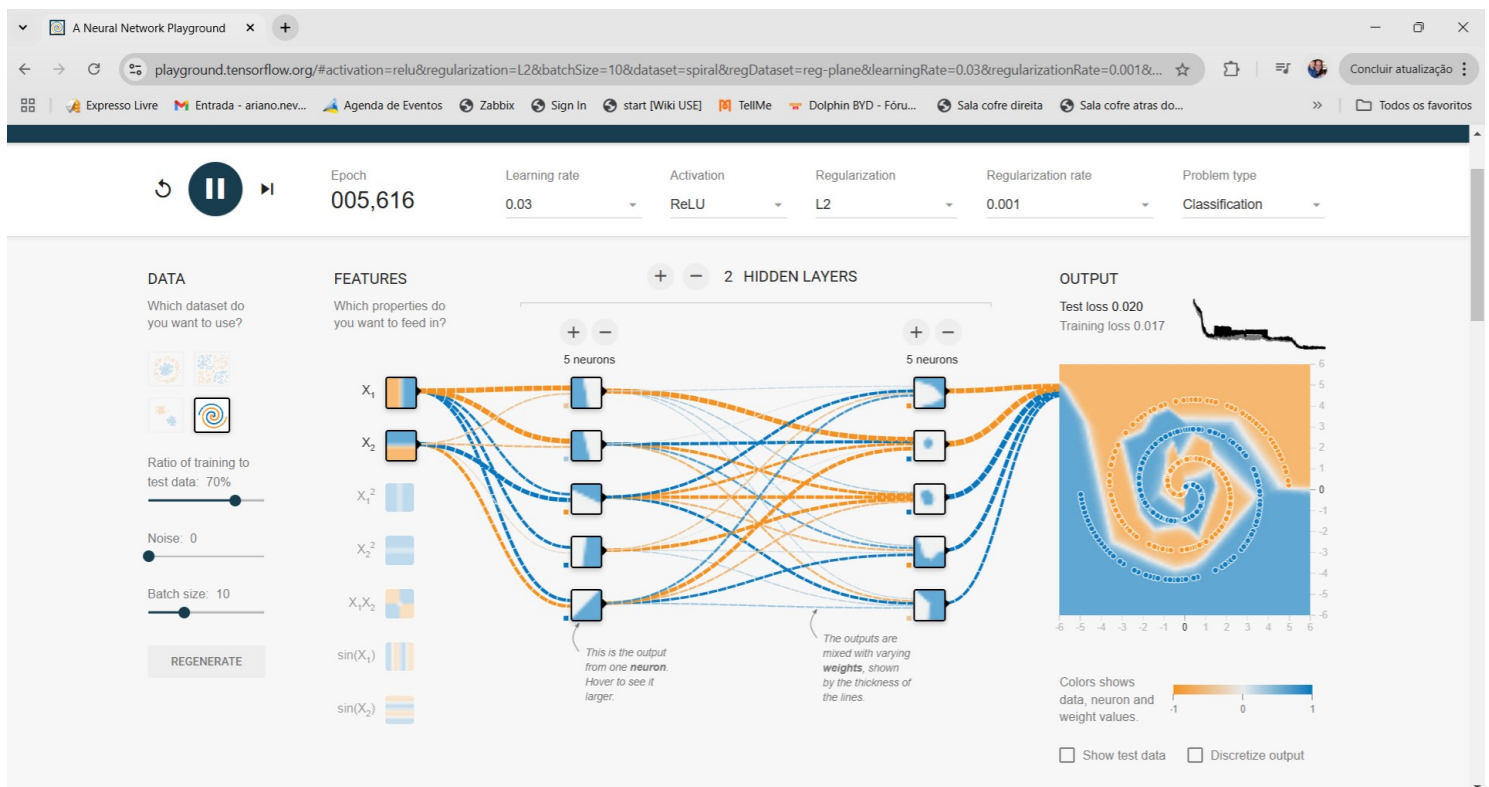 A Neural Network Playground
playground.tensorflow.org/#activation=relu&regularization=L2&batchSize=10&dataset=spiral&regDataset=reg-plane&learningRate=0.03&regularizationRate=0.001&...
Concluir atualização
Expresso Livre
Entrada - ariano.nev...
Agenda de Eventos
Zabbix
Sign In
start [Wiki USE]
TellMe
Dolphin BYD - Fóru...
Sala cofre direita
Sala cofre atras do...
Todos os favoritos
Epoch
005,616
Learning rate
0.03
Activation
ReLU
Regularization
L2
Regularization rate
0.001
Problem type
Classification
DATA
Which dataset do
you want to use?
Ratio of training to
test data: 70%
Noise: 0
Batch size: 10
REGENERATE
FEATURES
Which properties do
you want to feed in?
X₁
X₂
X₁²
X₂²
X₁X₂
sin(X₁)
sin(X₂)
2 HIDDEN LAYERS
5 neurons
5 neurons
This is the output
from one neuron.
Hover to see it
larger.
The outputs are
mixed with varying
weights, shown
by the thickness of
the lines.
OUTPUT
Test loss 0.020
Training loss 0.017
6
5
4
3
2
1
0
-1
-2
-3
-4
-5
-6
-6 -5 -4 -3 -2 -1 0 1 2 3 4 5 6
Colors shows
data, neuron and
weight values.
-1 0 1
Show test data
Discretize output